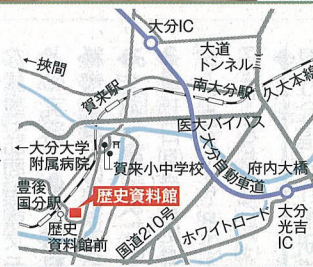 大分IC
大道
トンネル
←挾間
賀来駅
南大分駅
久大本線
医大バイパス
←大分大学
附属病院
賀来小中学校
大分自動車道
府内大橋
豊後
国分駅
歴史資料館
歴史
資料館前
国道210号
ホワイトロード
大分
光吉
IC